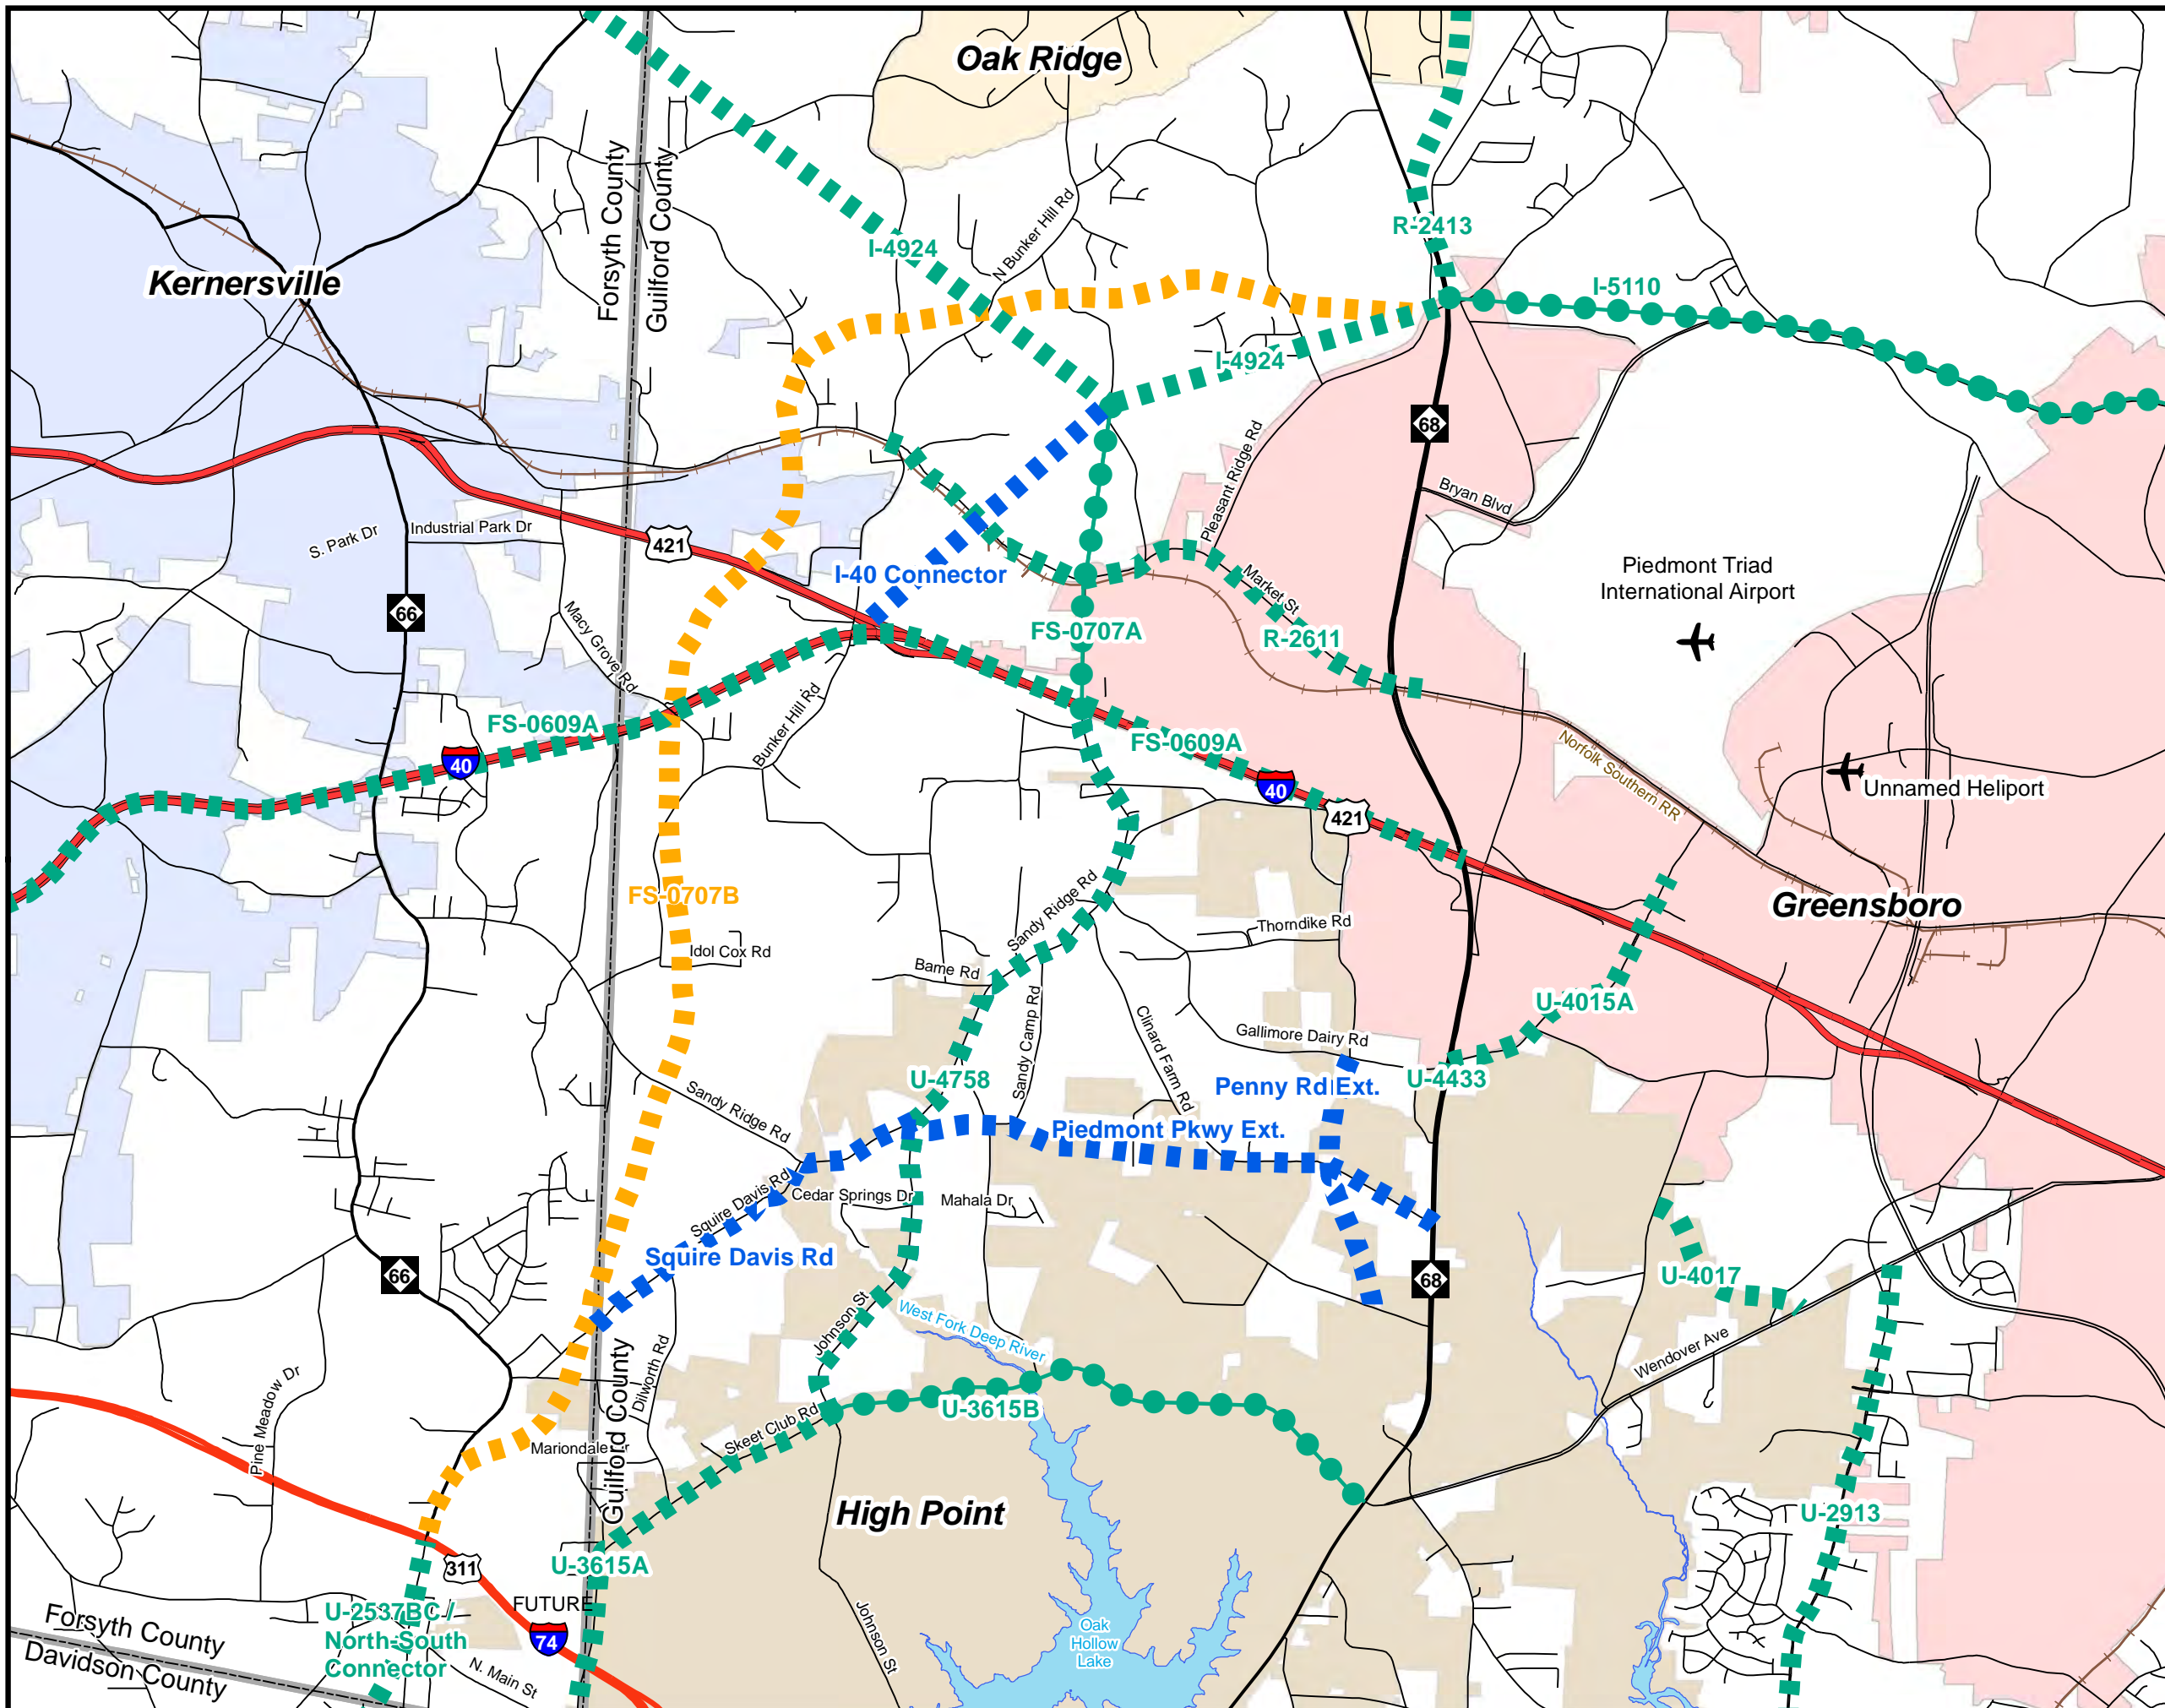 Oak Ridge
Forsyth County
Guilford County
N Bunker Hill Rd
R-2413
I-4924
Kernersville
I-5110
I-4924
68
Pleasant Ridge Rd
Bryan Blvd
S. Park Dr
Industrial Park Dr
421
Piedmont Triad
International Airport
I-40 Connector
Market St
66
Macy Grove Rd
FS-0707A
R-2611
Bunker Hill Rd
FS-0609A
FS-0609A
40
40
421
Norfolk Southern RR
Unnamed Heliport
FS-0707B
Sandy Ridge Rd
Greensboro
Thorndike Rd
Idol Cox Rd
Bame Rd
U-4015A
Sandy Camp Rd
Clinard Farm Rd
Gallimore Dairy Rd
U-4758
U-4433
Penny Rd Ext.
Sandy Ridge Rd
Piedmont Pkwy Ext.
Squire Davis Rd
Cedar Springs Dr
Mahala Dr
Squire Davis Rd
66
68
U-4017
Johnson St
West Fork Deep River
Guilford County
Dilworth Rd
Wendover Ave
Pine Meadow Dr
U-3615B
Skeet Club Rd
Mariondale Dr
High Point
U-2913
311
U-3615A
FUTURE
74
U-2537BC /
North-South
Connector
Forsyth County
Davidson County
N. Main St
Johnson St
Oak
Hollow
Lake